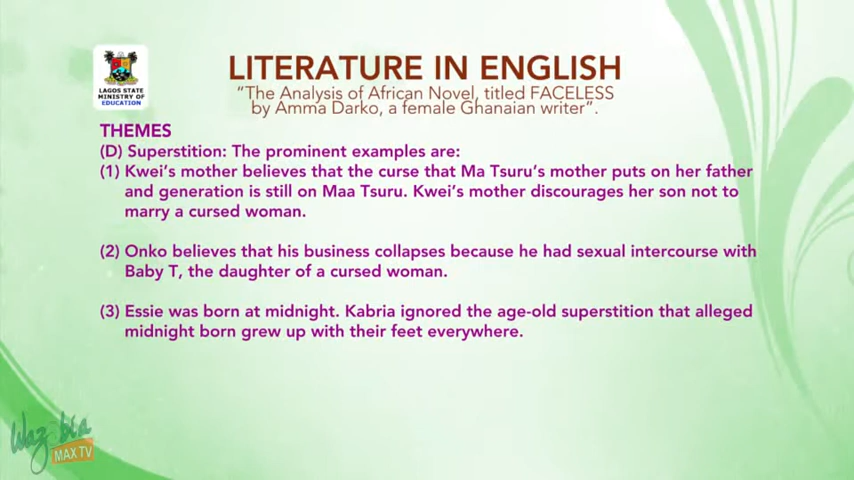 LAGOS STATE
MINISTRY OF
EDUCATION
LITERATURE IN ENGLISH
“The Analysis of African Novel, titled FACELESS
by Amma Darko, a female Ghanaian writer”.
THEMES
(D) Superstition: The prominent examples are:
(1) Kwei’s mother believes that the curse that Ma Tsuru’s mother puts on her father
and generation is still on Maa Tsuru. Kwei’s mother discourages her son not to
marry a cursed woman.
(2) Onko believes that his business collapses because he had sexual intercourse with
Baby T, the daughter of a cursed woman.
(3) Essie was born at midnight. Kabria ignored the age-old superstition that alleged
midnight born grew up with their feet everywhere.
Wazobia
MAX TV